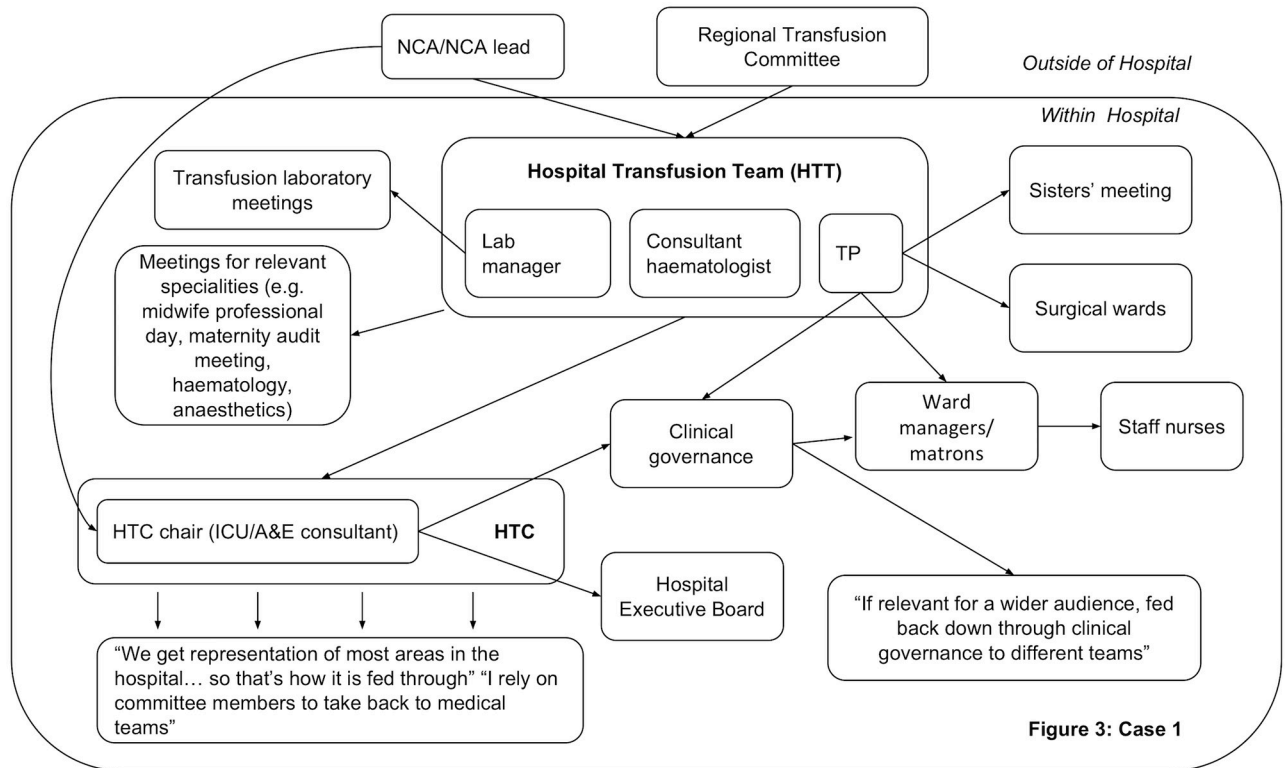 NCA/NCA lead
Regional Transfusion
Committee
Outside of Hospital
Within Hospital
Transfusion laboratory
meetings
Hospital Transfusion Team (HTT)
Lab
manager
Consultant
haematologist
TP
Sisters’ meeting
Surgical wards
Meetings for relevant
specialities (e.g.
midwife professional
day, maternity audit
meeting,
haematology,
anaesthetics)
Clinical
governance
Ward
managers/
matrons
Staff nurses
HTC chair (ICU/A&E consultant)
HTC
Hospital
Executive Board
“If relevant for a wider audience, fed
back down through clinical
governance to different teams”
“We get representation of most areas in the
hospital… so that’s how it is fed through” “I rely on
committee members to take back to medical
teams”
Figure 3: Case 1